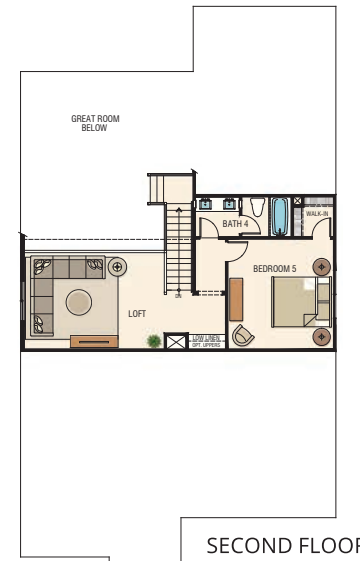 GREAT ROOM
BELOW
BATH 4
WALK-IN
BEDROOM 5
DN
LOFT
LOW LINEN
OPT. UPPERS
SECOND FLOOR